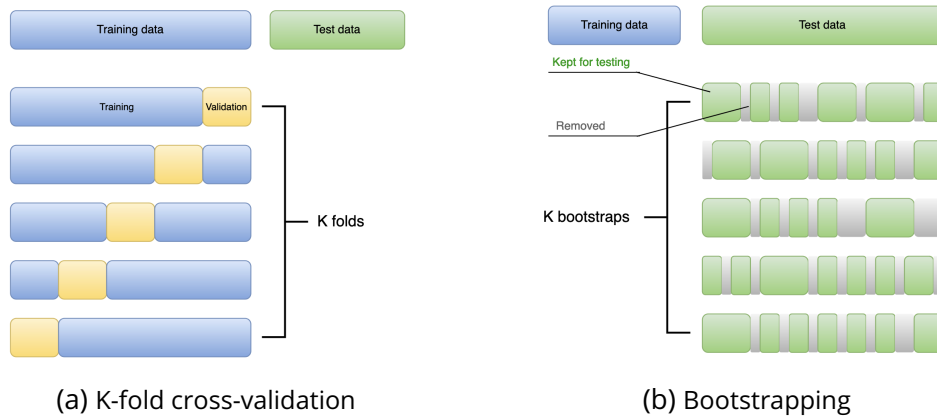 Training data
Test data
Training
Validation
K folds
(a) K-fold cross-validation
Training data
Test data
Kept for testing
Removed
K bootstraps
(b) Bootstrapping